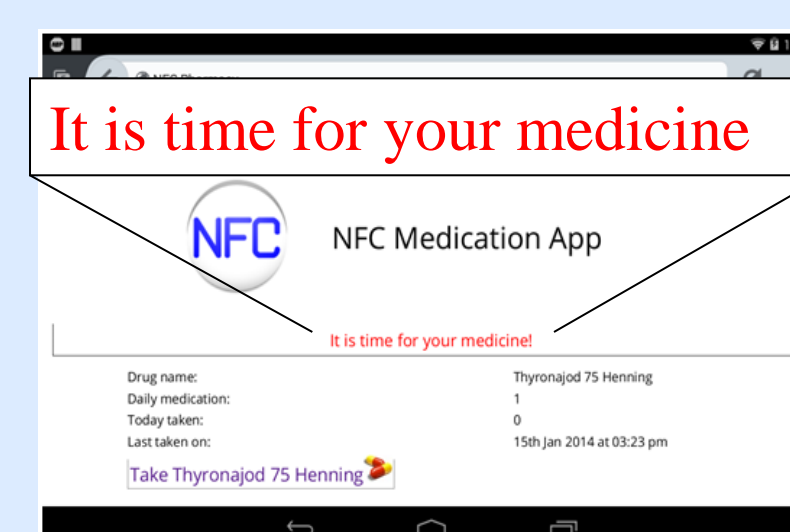 NFC Pharmacy
It is time for your medicine
NFC
NFC Medication App
It is time for your medicine!
Drug name: Thyronajod 75 Henning
Daily medication: 1
Today taken: 0
Last taken on: 15th Jan 2014 at 03:23 pm
Take Thyronajod 75 Henning